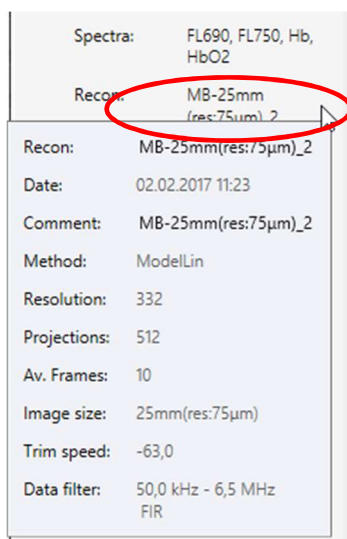 Spectra: FL690, FL750, Hb,
HbO2
Recon: MB-25mm
(res:75µm)_2
Recon: MB-25mm(res:75µm)_2
Date: 02.02.2017 11:23
Comment: MB-25mm(res:75µm)_2
Method: ModelLin
Resolution: 332
Projections: 512
Av. Frames: 10
Image size: 25mm(res:75µm)
Trim speed: -63,0
Data filter: 50,0 kHz - 6,5 MHz
FIR